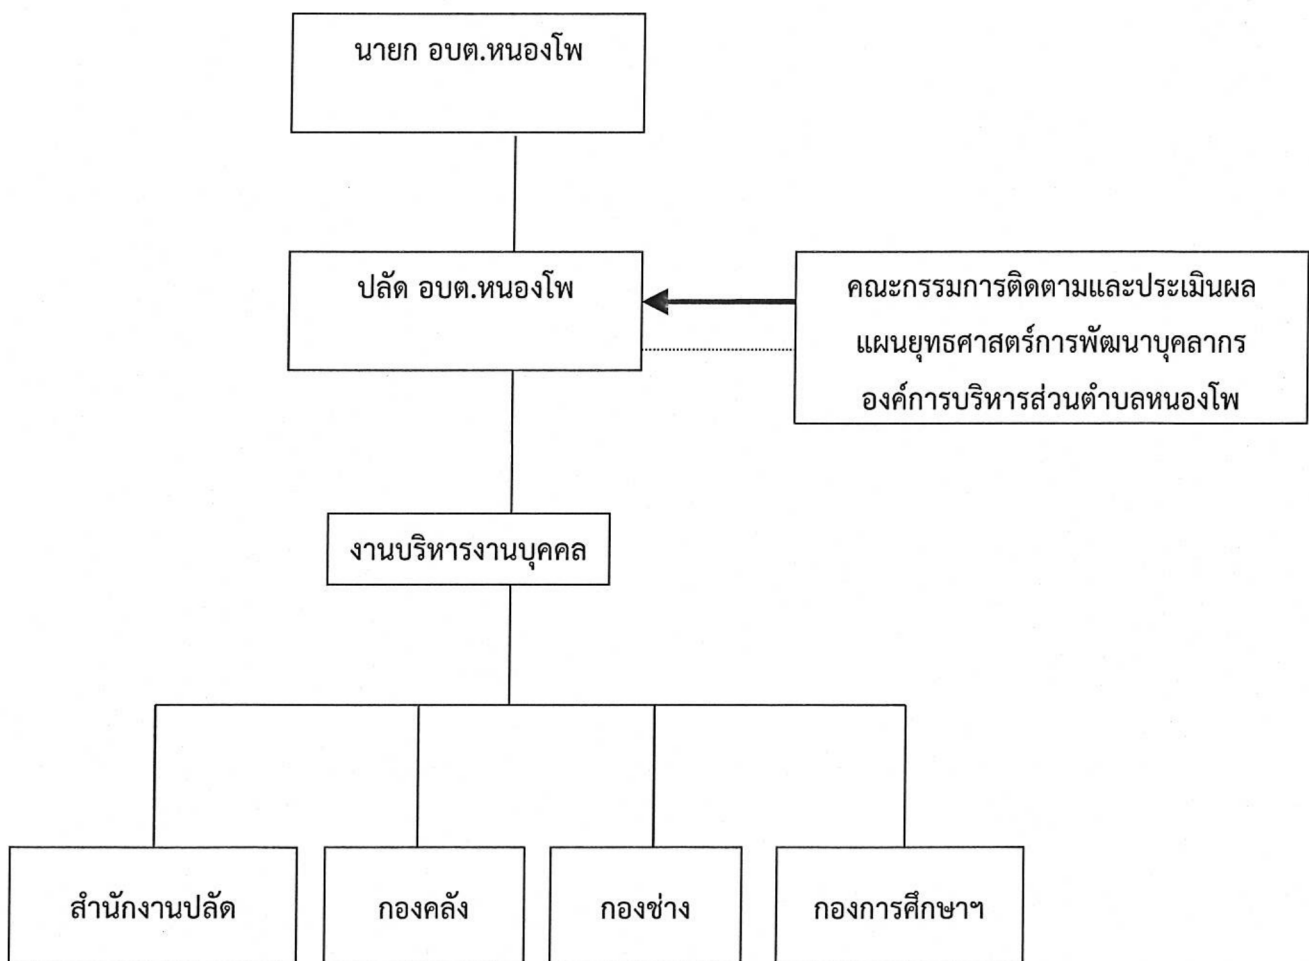 นายก อบต.หนองโพ
ปลัด อบต.หนองโพ
คณะกรรมการติดตามและประเมินผล
แผนยุทธศาสตร์การพัฒนาบุคลากร
องค์การบริหารส่วนตำบลหนองโพ
งานบริหารงานบุคคล
สำนักงานปลัด
กองคลัง
กองช่าง
กองการศึกษาฯ